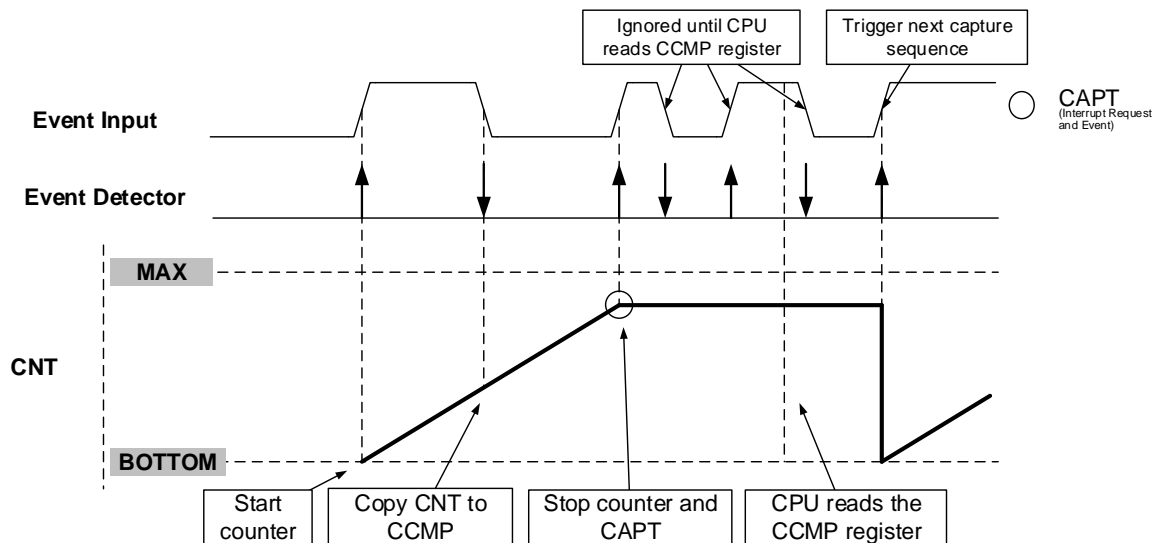 Ignored until CPU
reads CCMP register
Trigger next capture
sequence
Event Input
CAPT
(Interrupt Request
and Event)
Event Detector
MAX
CNT
BOTTOM
Start
counter
Copy CNT to
CCMP
Stop counter and
CAPT
CPU reads the
CCMP register